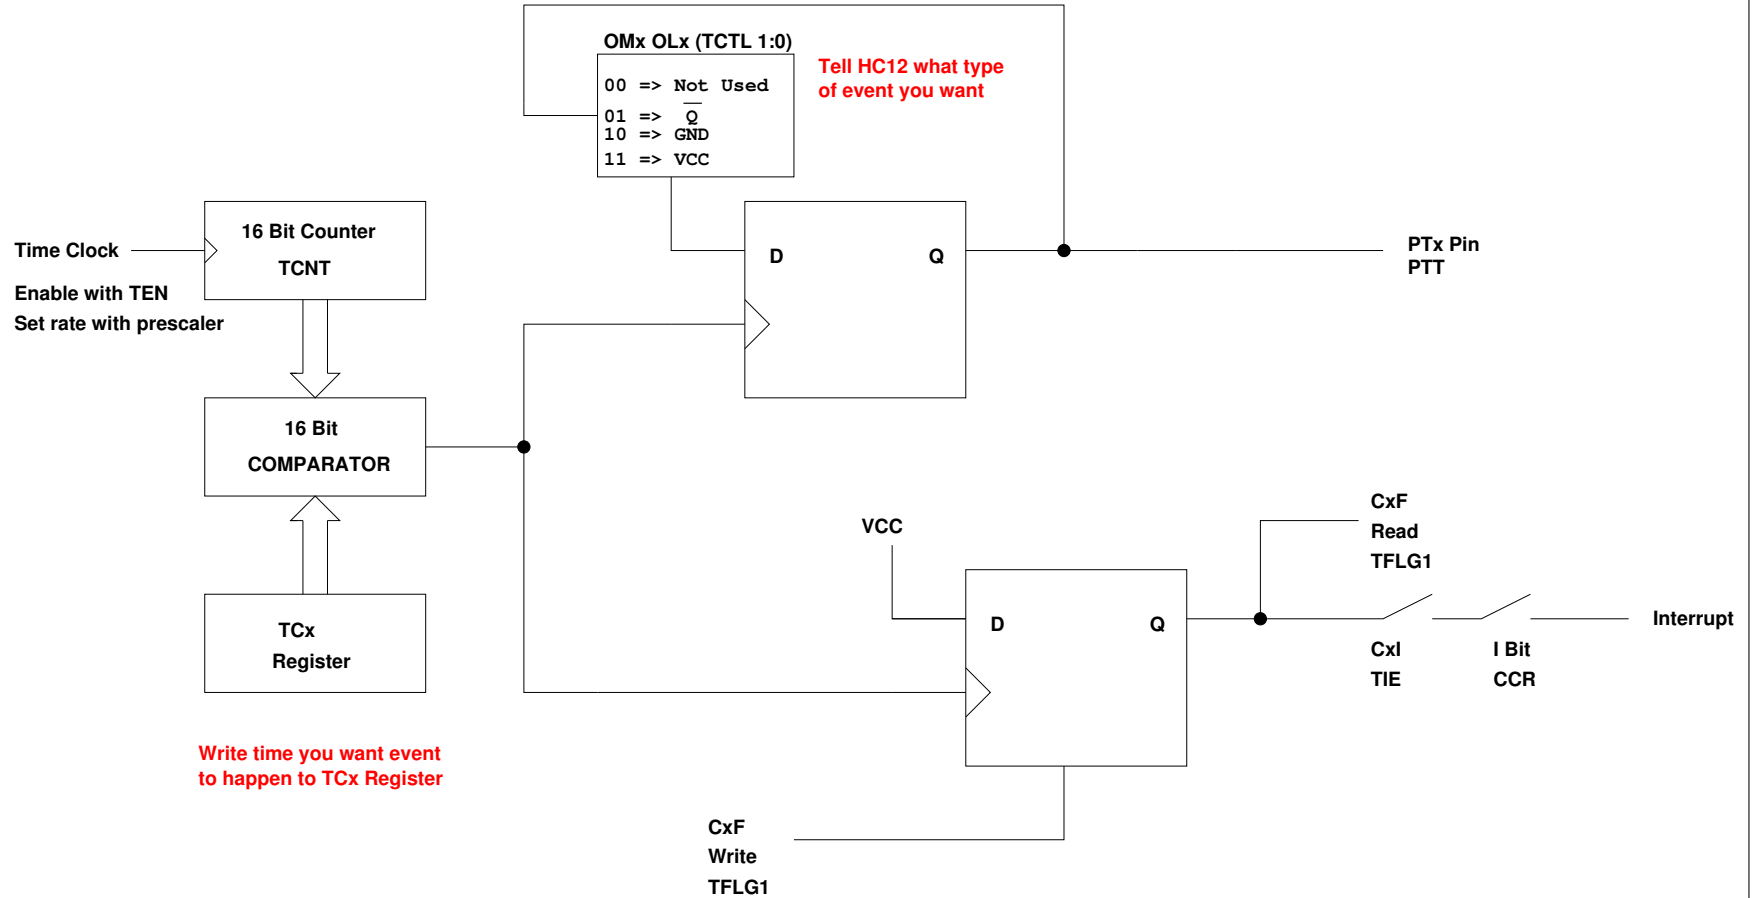 OMx OLx (TCTL 1:0)
00 => Not Used
01 => Q̅
10 => GND
11 => VCC
Tell HC12 what type
of event you want
16 Bit Counter
TCNT
Time Clock
Enable with TEN
Set rate with prescaler
D
Q
PTx Pin
PTT
16 Bit
COMPARATOR
TCx
Register
Write time you want event
to happen to TCx Register
VCC
D
Q
CxF
Read
TFLG1
CxI
TIE
I Bit
CCR
Interrupt
CxF
Write
TFLG1